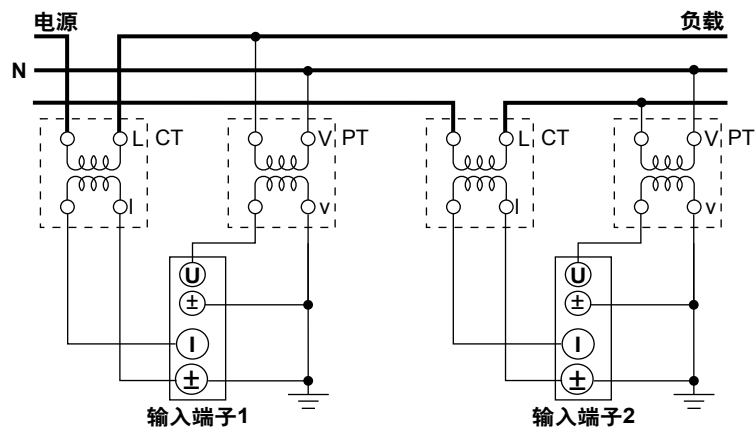 电源 负载
N
L CT V PT L CT V PT
l v l v
U U
± ±
I I
± ±
输入端子1 输入端子2